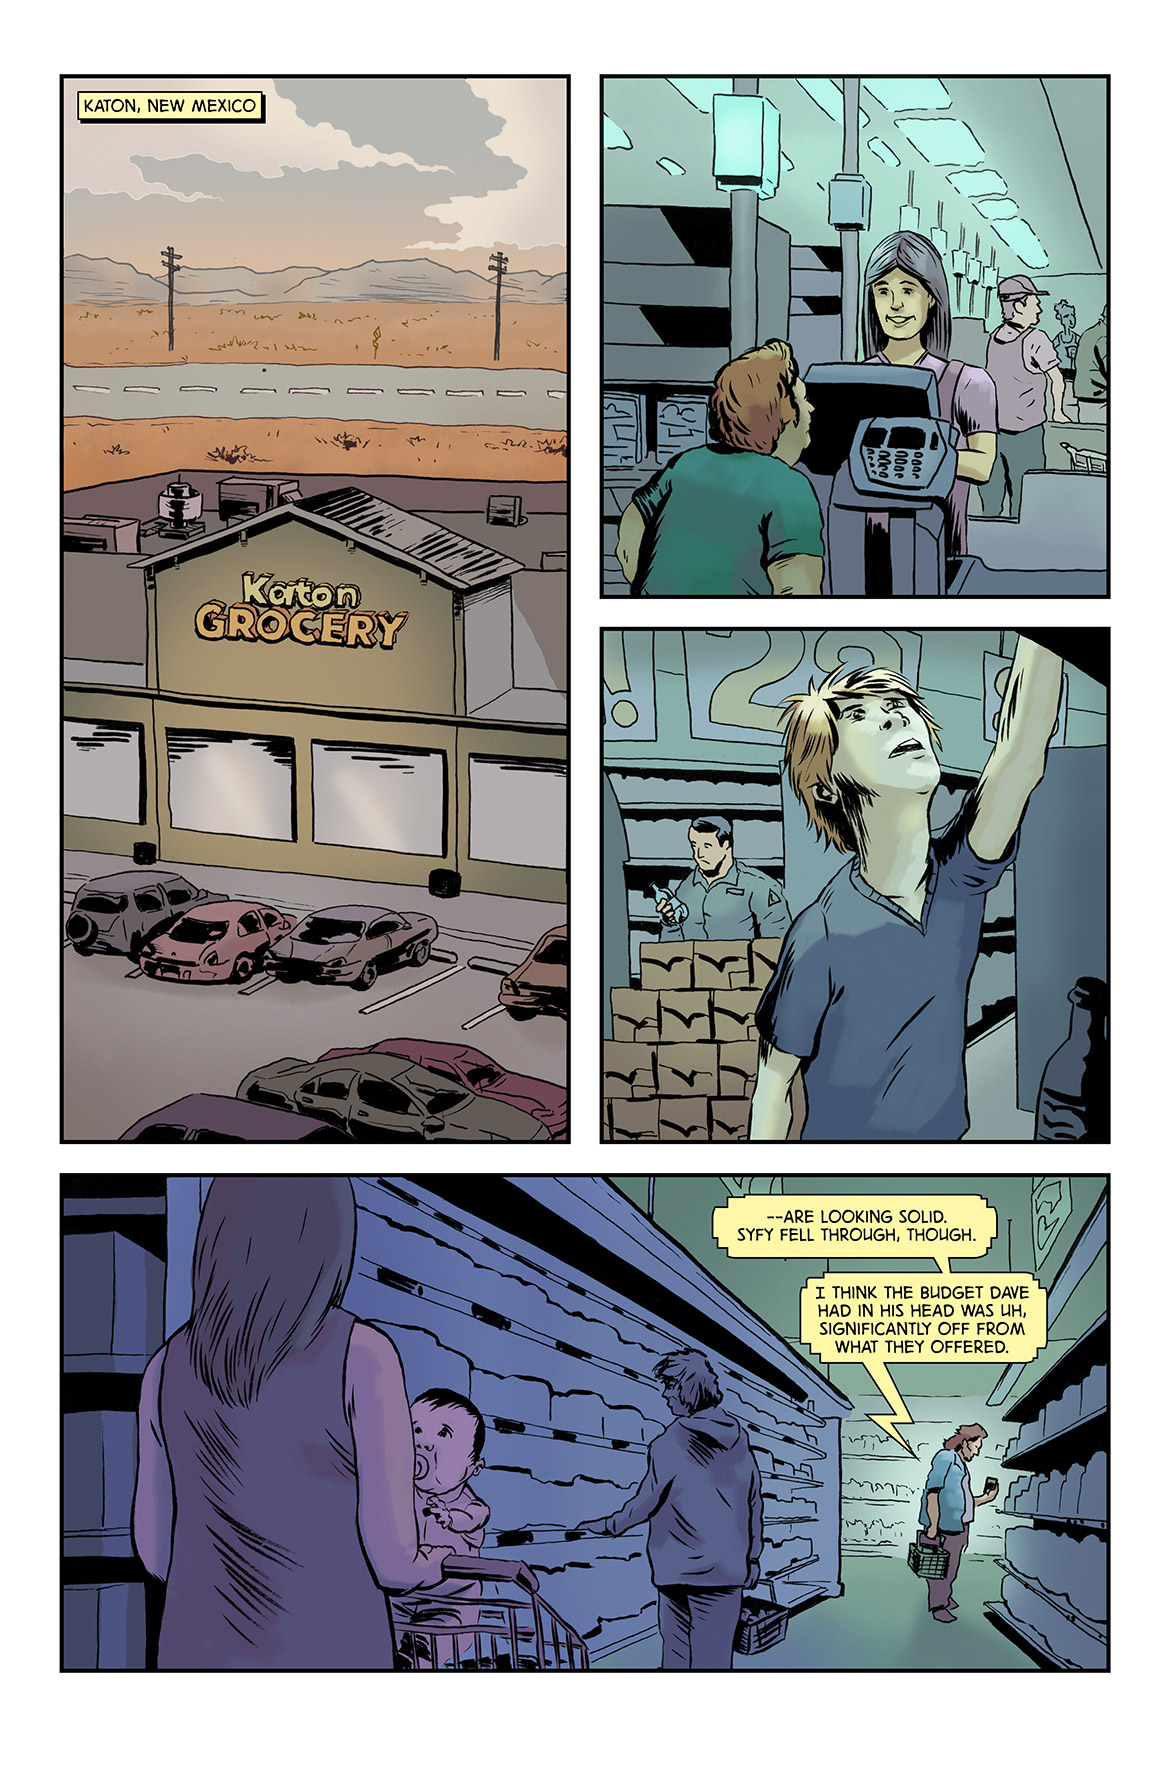 KATON, NEW MEXICO
Katon
GROCERY
! 29
--ARE LOOKING SOLID.
SYFY FELL THROUGH, THOUGH.
I THINK THE BUDGET DAVE
HAD IN HIS HEAD WAS UH,
SIGNIFICANTLY OFF FROM
WHAT THEY OFFERED.